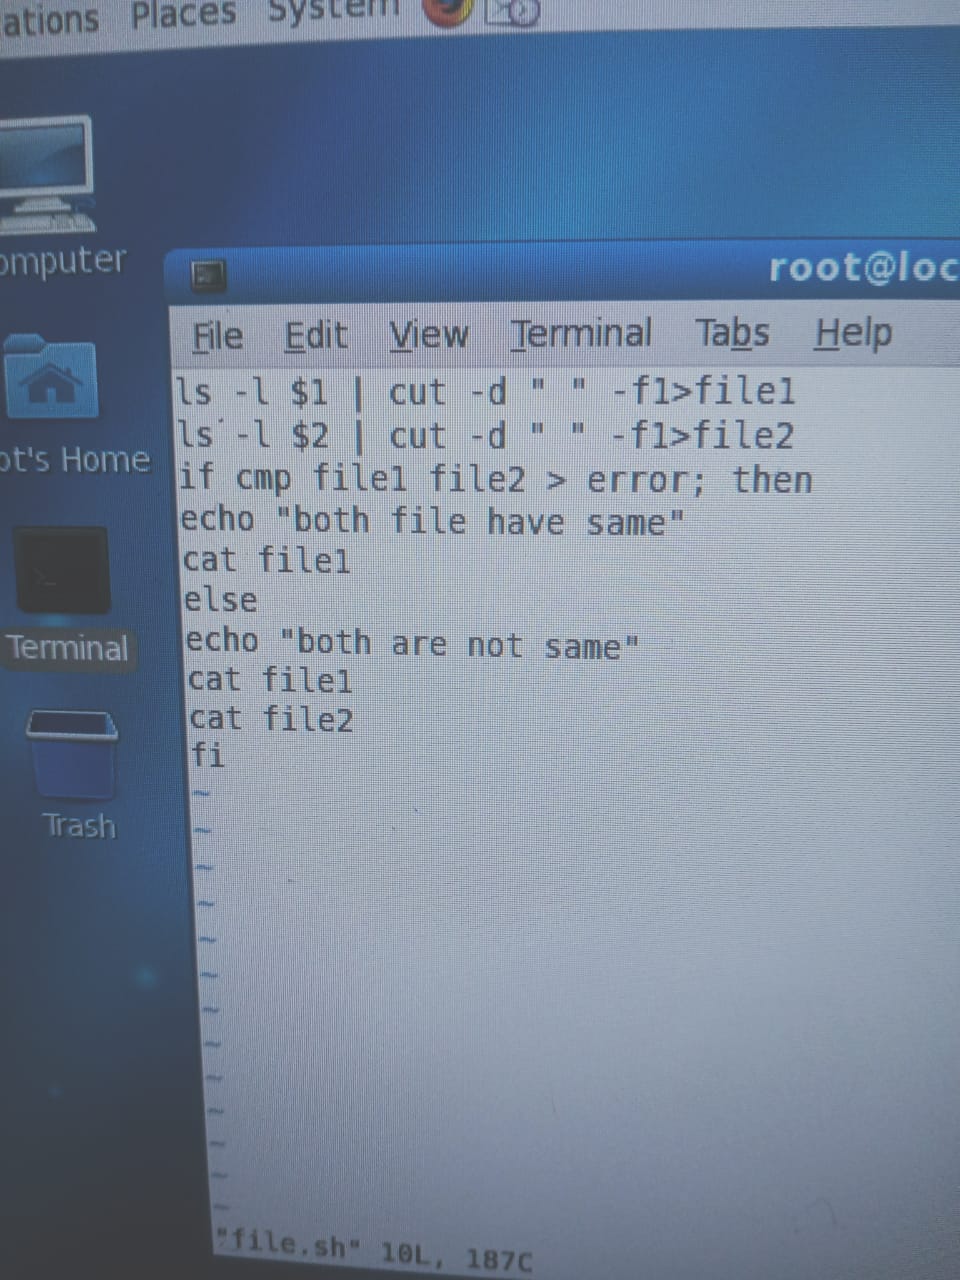 Places System
File Edit View Terminal Tabs Help
ls -l $1 | cut -d " " -f1>file1
ls -l $2 | cut -d " " -f1>file2
if cmp file1 file2 > error; then
echo "both file have same"
cat file1
else
echo "both are not same"
cat file1
cat file2
fi
~
~
~
~
~
~
~
~
~
~
~
~
"file.sh" 10L, 187C
root@loc
omputer
ot's Home
Terminal
Trash